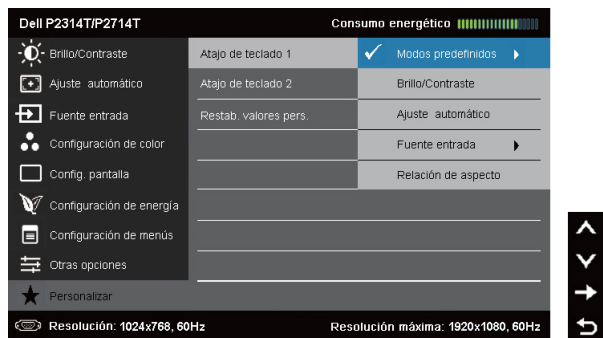 Dell P2314T/P2714T
Consumo energético
Brillo/Contraste
Ajuste automático
Fuente entrada
Configuración de color
Config. pantalla
Configuración de energía
Configuración de menús
Otras opciones
Personalizar
Atajo de teclado 1
Atajo de teclado 2
Restab. valores pers.
Modos predefinidos
Brillo/Contraste
Ajuste automático
Fuente entrada
Relación de aspecto
Resolución: 1024x768, 60Hz
Resolución máxima: 1920x1080, 60Hz